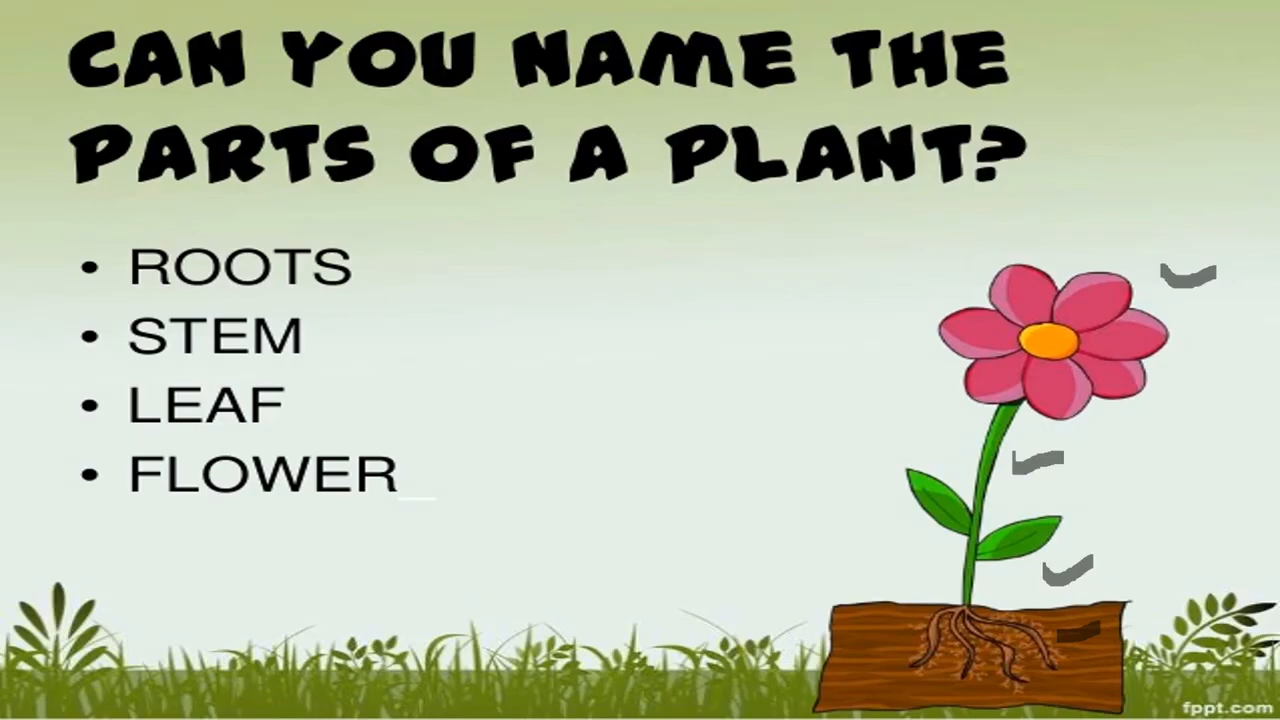 CAN YOU NAME THE
PARTS OF A PLANT?
• ROOTS
• STEM
• LEAF
• FLOWER
fppt.com